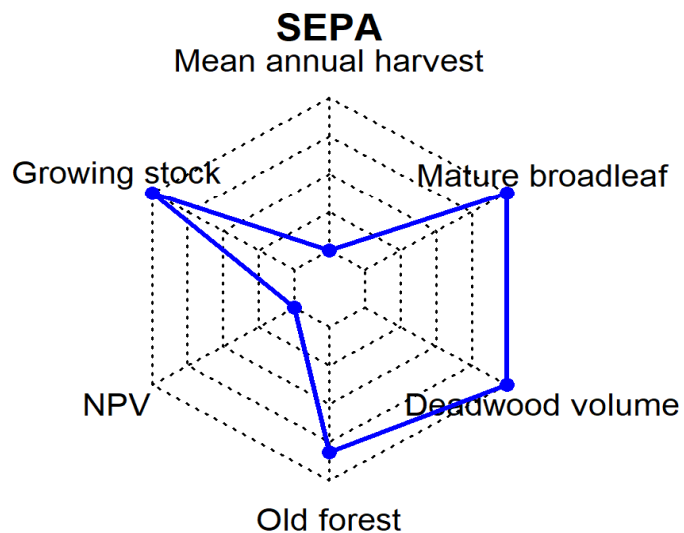 SEPA
Mean annual harvest
Growing stock
Mature broadleaf
NPV
Deadwood volume
Old forest